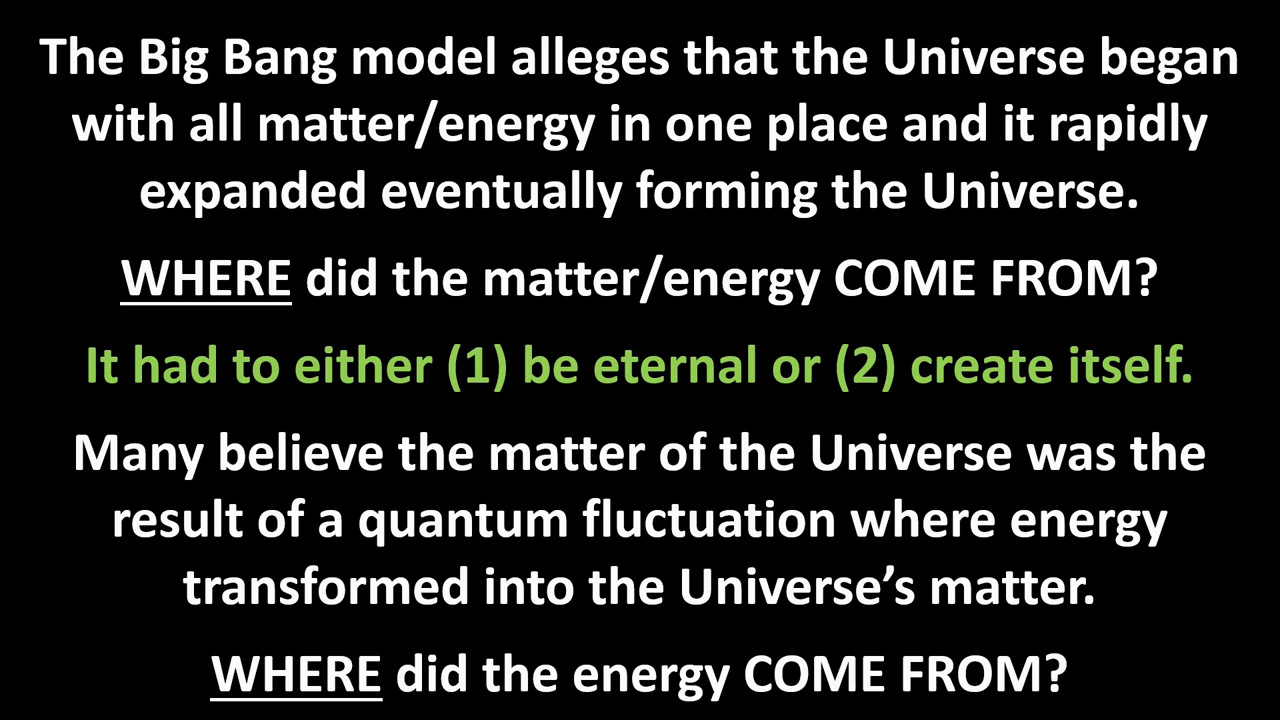 The Big Bang model alleges that the Universe began
with all matter/energy in one place and it rapidly
expanded eventually forming the Universe.
WHERE did the matter/energy COME FROM?
It had to either (1) be eternal or (2) create itself.
Many believe the matter of the Universe was the
result of a quantum fluctuation where energy
transformed into the Universe’s matter.
WHERE did the energy COME FROM?